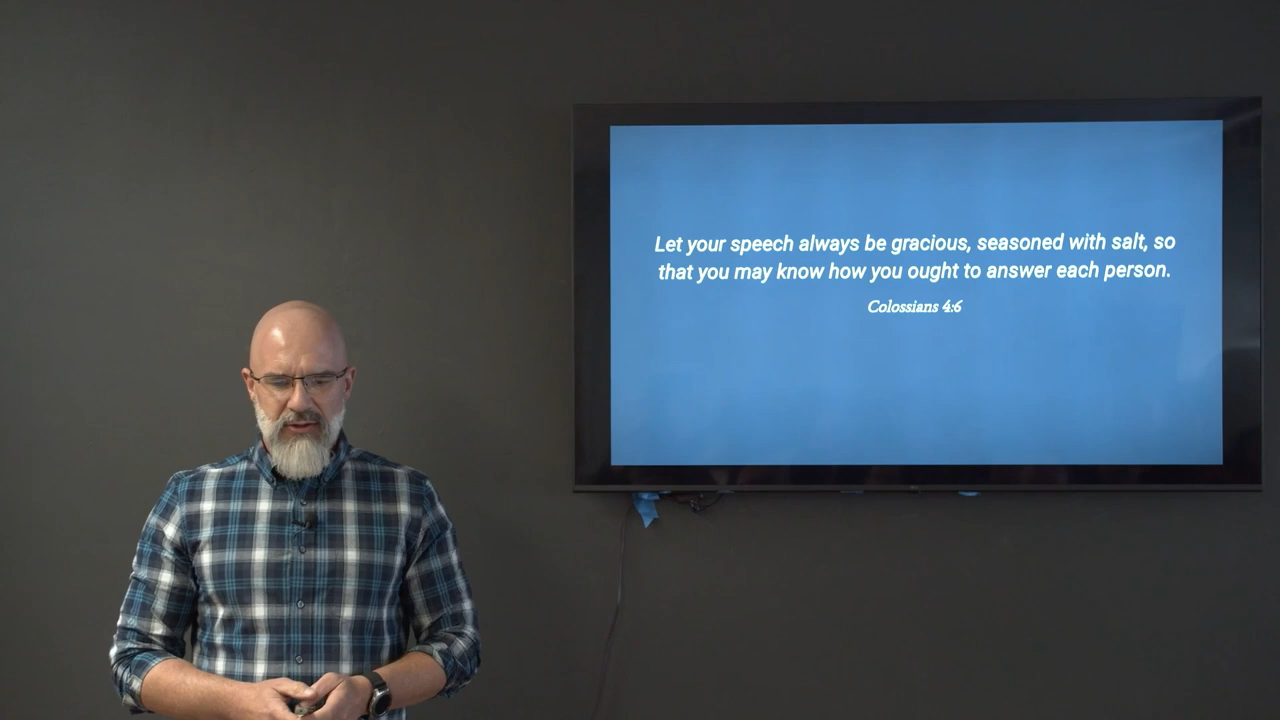 Let your speech always be gracious, seasoned with salt, so
that you may know how you ought to answer each person.
Colossians 4:6